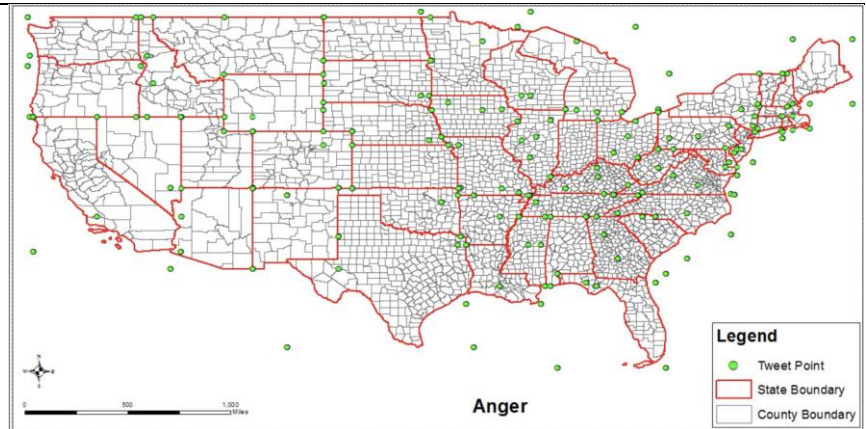 Legend
Tweet Point
State Boundary
County Boundary
N
W
E
S
0 500 1,000
Miles
Anger